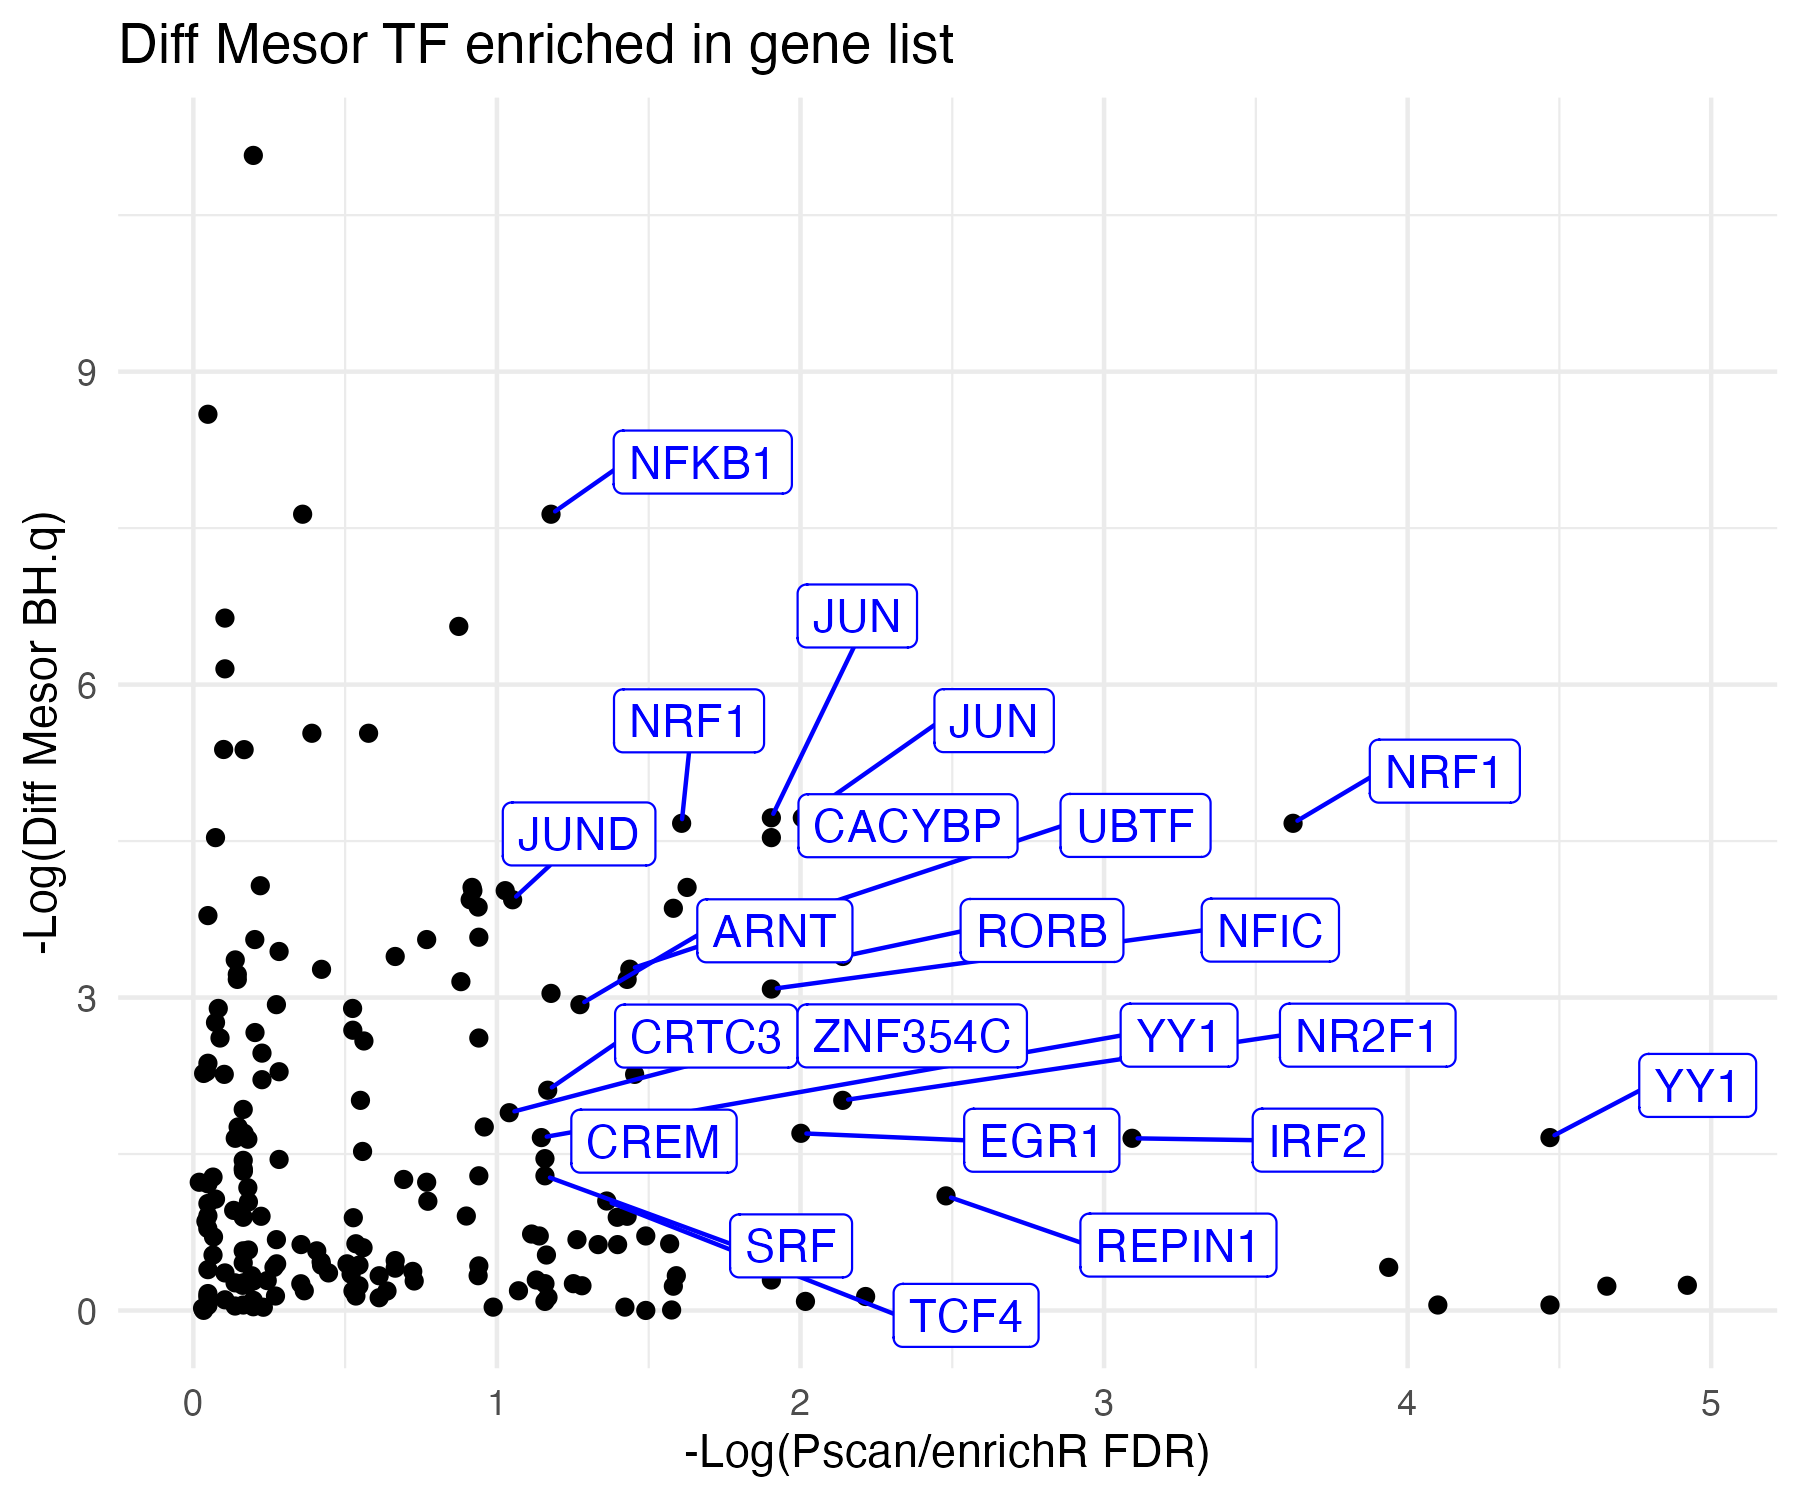 Diff Mesor TF enriched in gene list
-Log(Diff Mesor BH.q)
9
6
3
0
NFKB1
JUN
NRF1
JUN
NRF1
JUND
CACYBP
UBTF
ARNT
RORB
NFIC
CRTC3
ZNF354C
YY1
NR2F1
YY1
CREM
EGR1
IRF2
SRF
REPIN1
TCF4
0
1
2
3
4
5
-Log(Pscan/enrichR FDR)